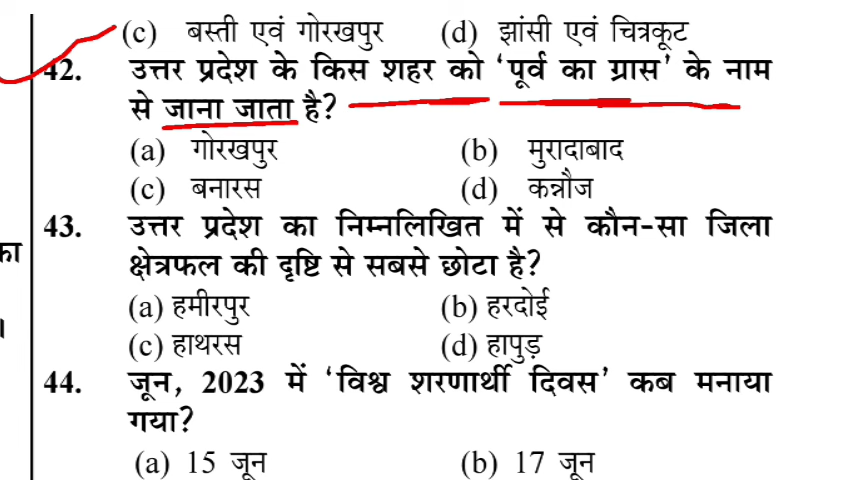 (c) बस्ती एवं गोरखपुर (d) झांसी एवं चित्रकूट
42. उत्तर प्रदेश के किस शहर को ‘पूर्व का ग्रास’ के नाम
से जाना जाता है?
(a) गोरखपुर (b) मुरादाबाद
(c) बनारस (d) कन्नौज
43. उत्तर प्रदेश का निम्नलिखित में से कौन-सा जिला
क्षेत्रफल की दृष्टि से सबसे छोटा है?
(a) हमीरपुर (b) हरदोई
(c) हाथरस (d) हापुड़
44. जून, 2023 में ‘विश्व शरणार्थी दिवस’ कब मनाया
गया?
(a) 15 जून (b) 17 जून